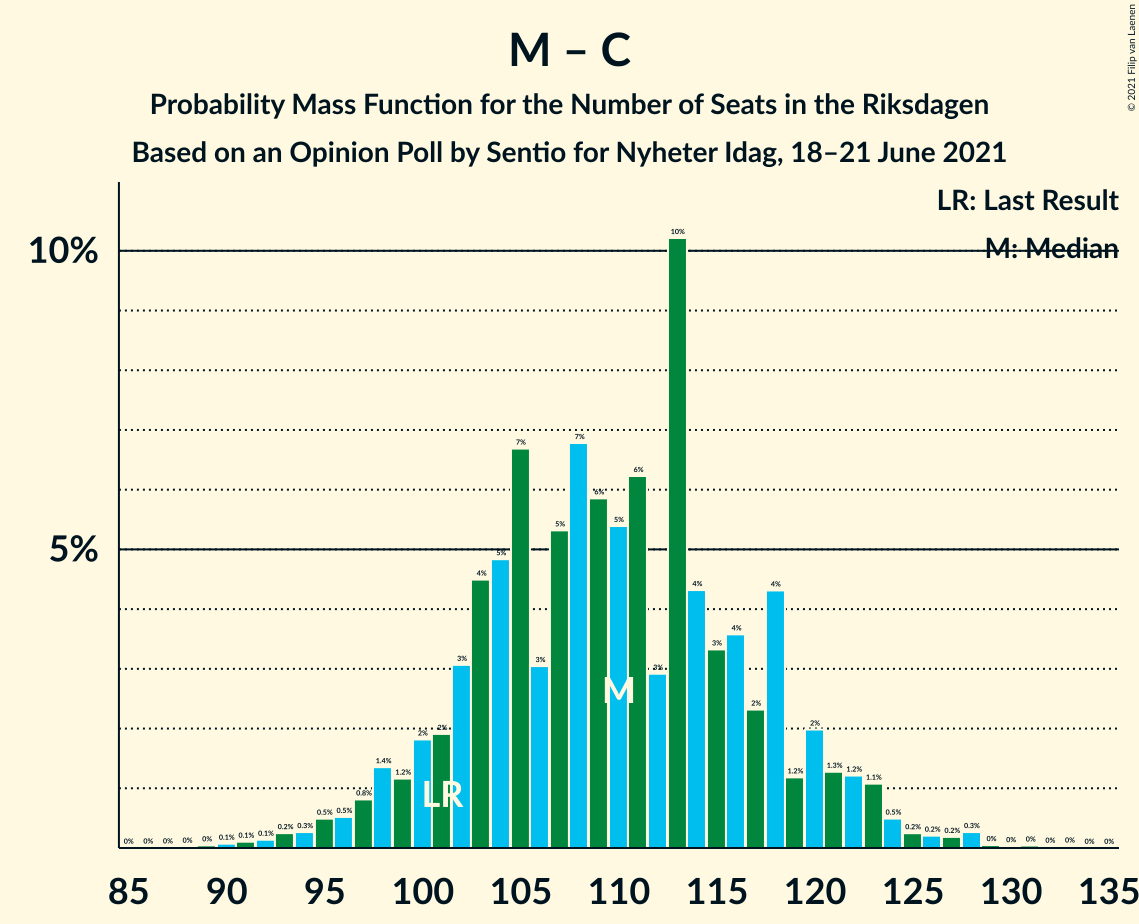 © 2021 Filip van Laenen
M – C
Probability Mass Function for the Number of Seats in the Riksdagen
Based on an Opinion Poll by Sentio for Nyheter Idag, 18–21 June 2021
LR: Last Result
M: Median
10%
5%
0% 0% 0% 0% 0% 0.1% 0.1% 0.1% 0.2% 0.3% 0.5% 0.5% 0.8% 1.4% 1.2% 2% 2% 3% 4% 5% 7% 3% 5% 7% 6% 5% 6% 3% 10% 4% 3% 4% 2% 4% 1.2% 2% 1.3% 1.2% 1.1% 0.5% 0.2% 0.2% 0.2% 0.3% 0% 0% 0% 0% 0% 0% 0%
LR
M
85 90 95 100 105 110 115 120 125 130 135